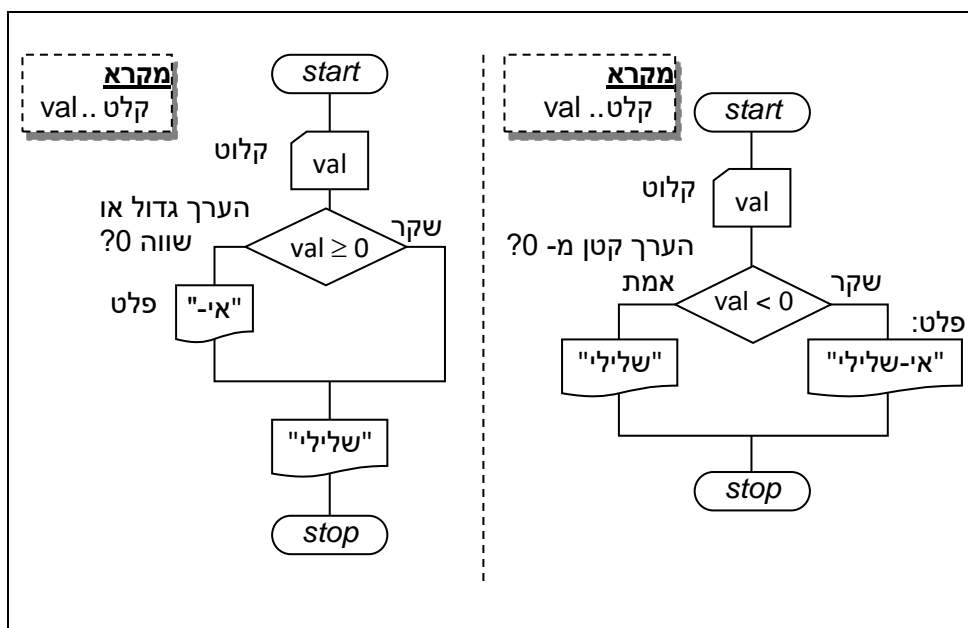 מקרא
קלט.. val
start
קלוט
val
הערך קטן מ- 0?
אמת
val < 0
שקר
פלט:
"שלילי"
"אי-שלילי"
stop
מקרא
קלט.. val
start
קלוט
val
הערך גדול או
שווה 0?
val ≥ 0
שקר
פלט
"אי-"
"שלילי"
stop